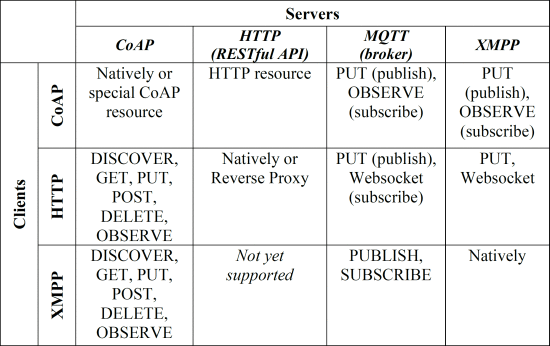 Servers
CoAP
HTTP
(RESTful API)
MQTT
(broker)
XMPP
Clients
CoAP
Natively or
special CoAP
resource
HTTP resource
PUT (publish),
OBSERVE
(subscribe)
PUT
(publish),
OBSERVE
(subscribe)
HTTP
DISCOVER,
GET, PUT,
POST,
DELETE,
OBSERVE
Natively or
Reverse Proxy
PUT (publish),
Websocket
(subscribe)
PUT,
Websocket
XMPP
DISCOVER,
GET, PUT,
POST,
DELETE,
OBSERVE
Not yet
supported
PUBLISH,
SUBSCRIBE
Natively